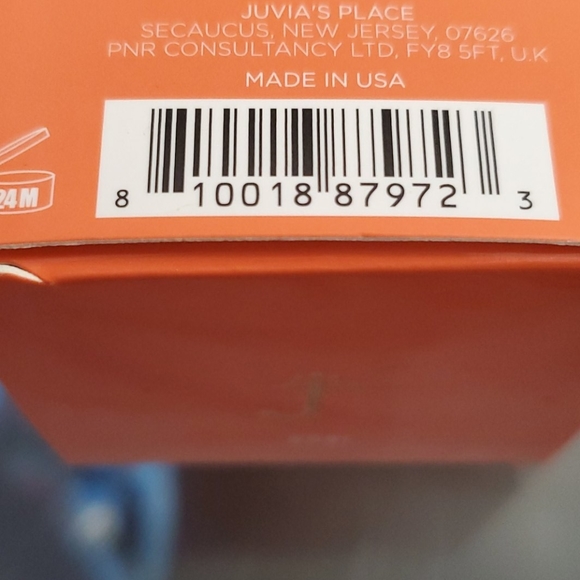 JUVIA'S PLACE
SECAUCUS, NEW JERSEY, 07626
PNR CONSULTANCY LTD, FY8 5FT, U.K
MADE IN USA
24M
8 10018 87972 3